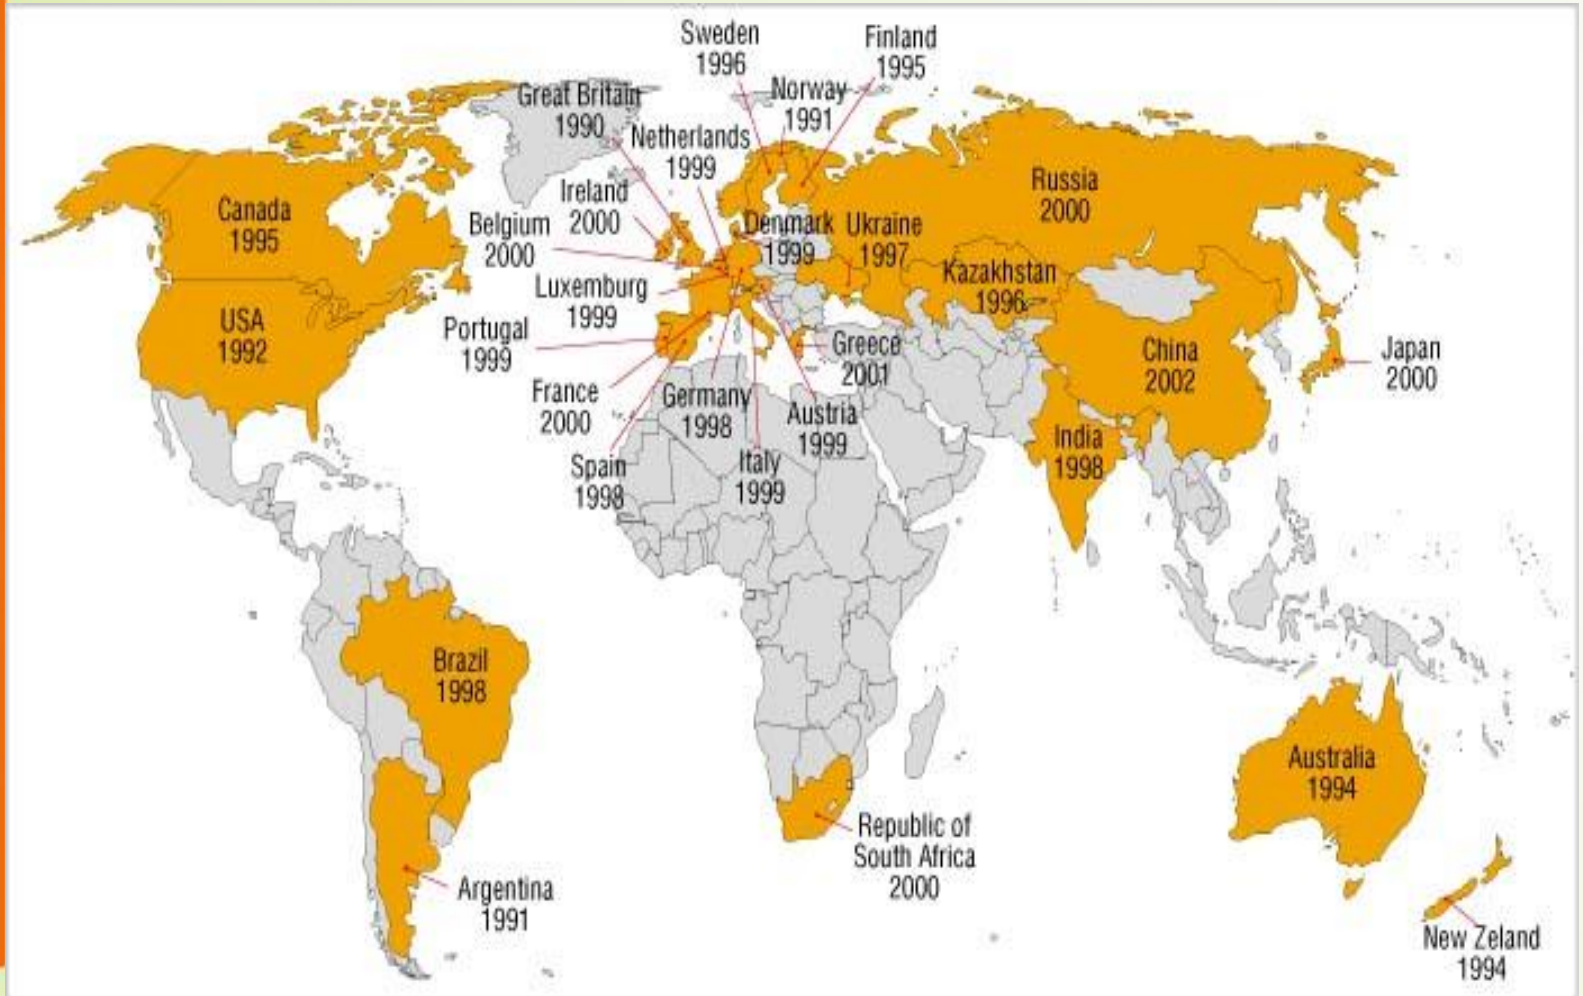 Sweden
1996
Finland
1995
Great Britain
1990
Norway
1991
Netherlands
1999
Ireland
2000
Canada
1995
Belgium
2000
Denmark
1999
Ukraine
1997
Russia
2000
Kazakhstan
1996
Luxemburg
1999
USA
1992
Portugal
1999
Greece
2001
China
2002
Japan
2000
France
2000
Germany
1998
Austria
1999
India
1998
Spain
1998
Italy
1999
Brazil
1998
Australia
1994
Republic of
South Africa
2000
Argentina
1991
New Zeland
1994